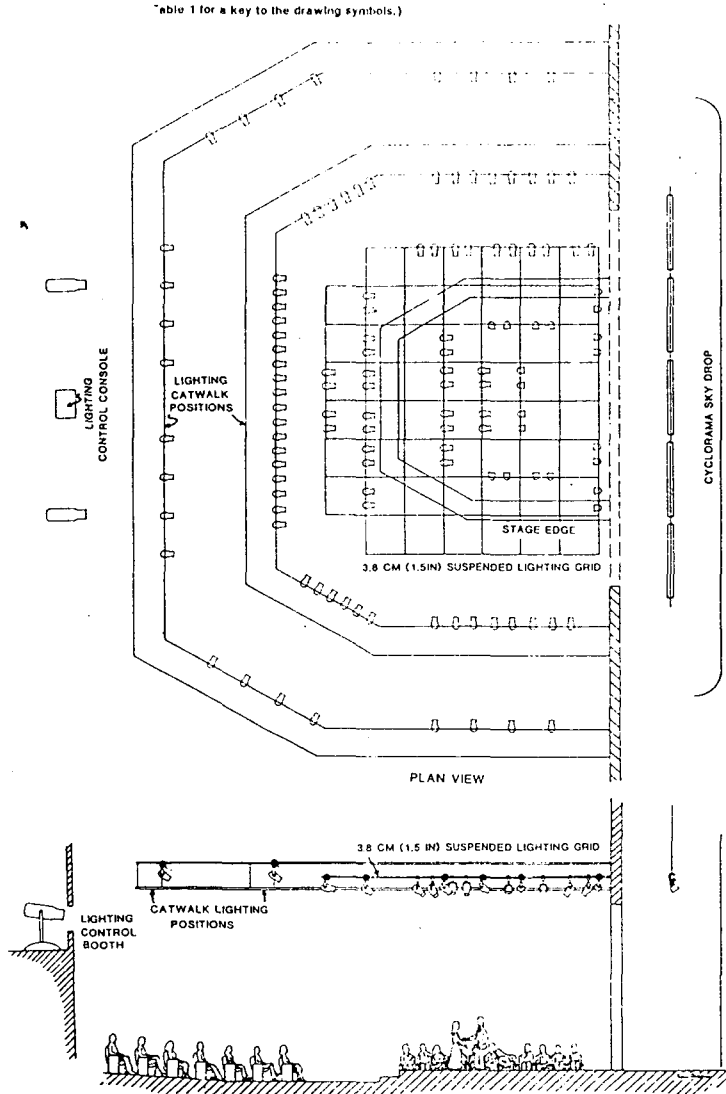 able 1 for a key to the drawing symbols.)
LIGHTING
CONTROL CONSOLE
LIGHTING
CATWALK
POSITIONS
CYCLORAMA SKY DROP
STAGE EDGE
3.8 CM (1.5IN) SUSPENDED LIGHTING GRID
PLAN VIEW
3.8 CM (1.5 IN) SUSPENDED LIGHTING GRID
CATWALK LIGHTING
POSITIONS
LIGHTING
CONTROL
BOOTH